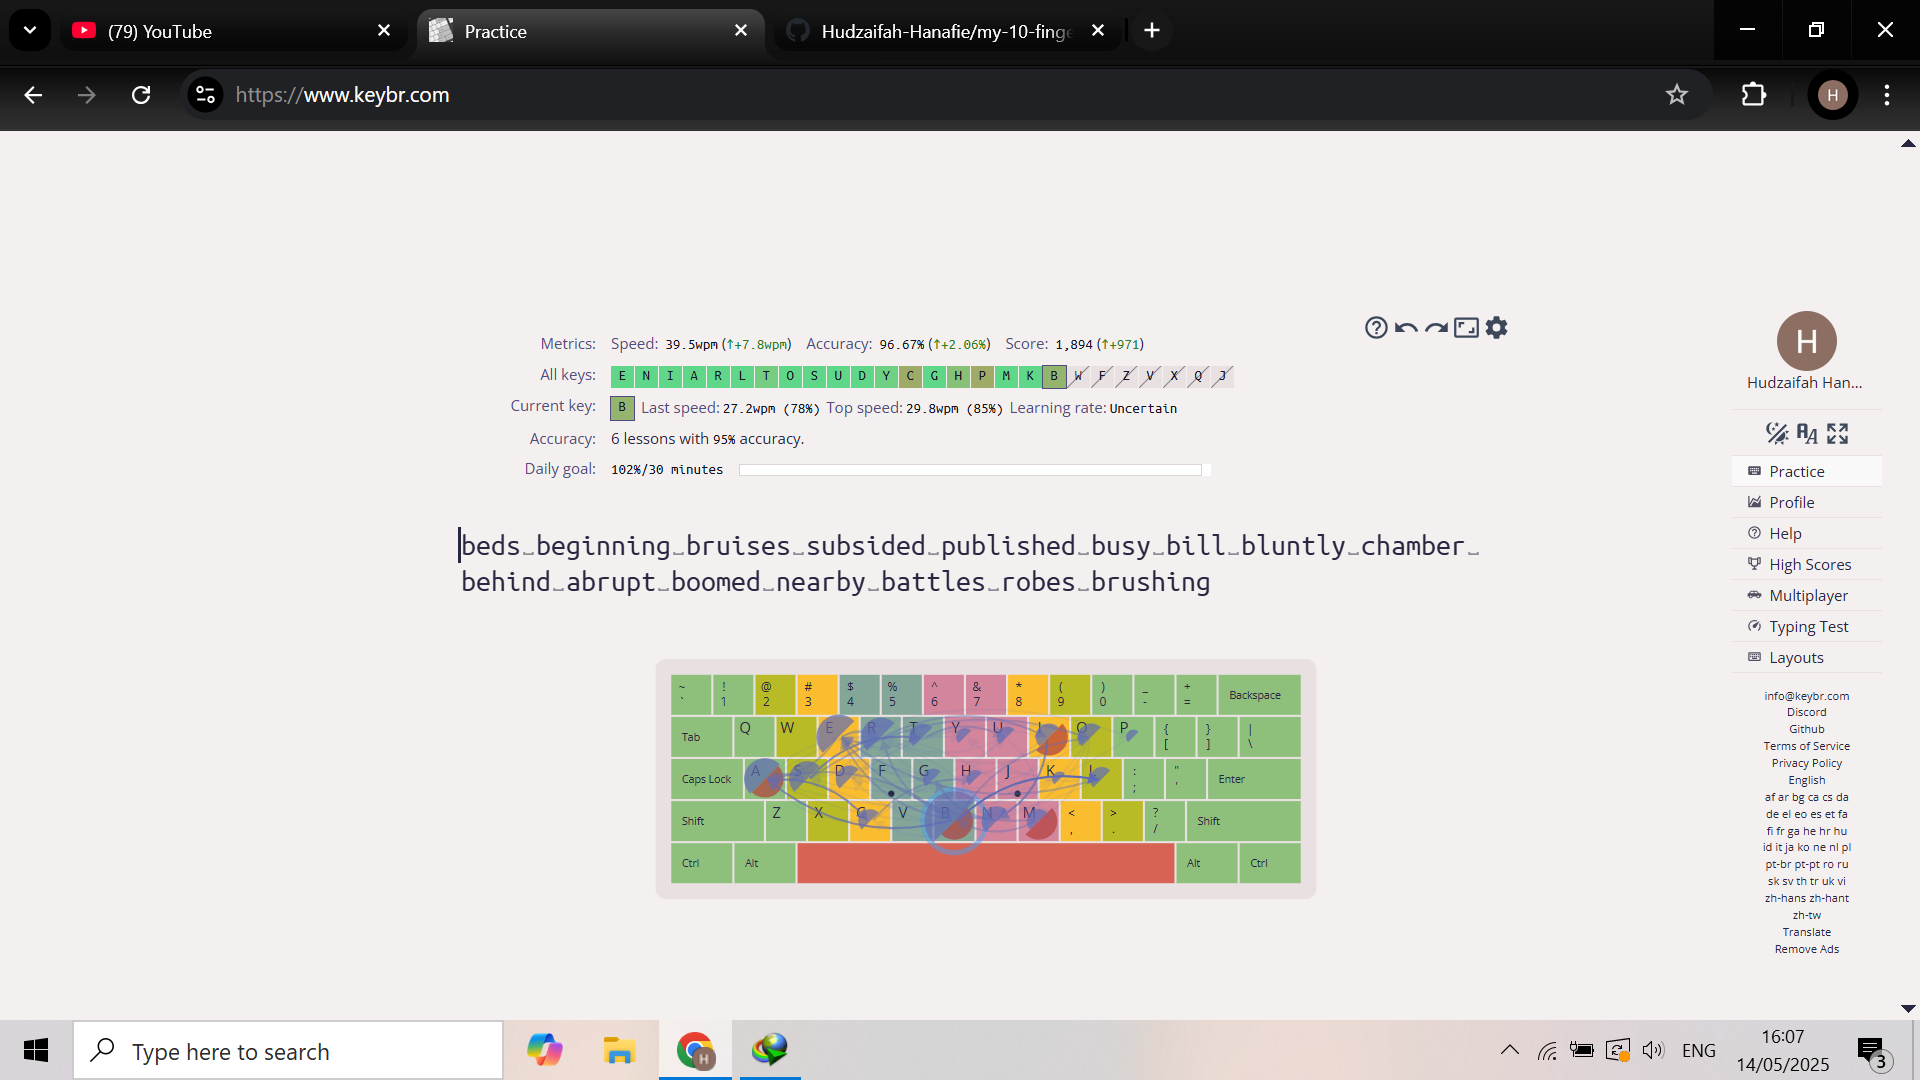 (79) YouTube
Practice
Hudzaifah-Hanafie/my-10-finge
https://www.keybr.com
H
Metrics: Speed: 39.5wpm (↑+7.8wpm) Accuracy: 96.67% (↑+2.06%) Score: 1,894 (↑+971)
All keys: E N I A R L T O S U D Y C G H P M K B W F Z V X Q J
Current key: B Last speed: 27.2wpm (78%) Top speed: 29.8wpm (85%) Learning rate: Uncertain
Accuracy: 6 lessons with 95% accuracy.
Daily goal: 102%/30 minutes
beds␣beginning␣bruises␣subsided␣published␣busy␣bill␣bluntly␣chamber␣
behind␣abrupt␣boomed␣nearby␣battles␣robes␣brushing
~ ! @ # $ % ^ & * ( ) _ +
` 1 2 3 4 5 6 7 8 9 0 - = Backspace
Tab Q W E R T Y U I O P { } |
[ ] \
Caps Lock A S D F G H J K L : " Enter
; '
Shift Z X C V B N M < > ? Shift
, . /
Ctrl Alt Alt Ctrl
H
Hudzaifah Han...
Practice
Profile
Help
High Scores
Multiplayer
Typing Test
Layouts
info@keybr.com
Discord
Github
Terms of Service
Privacy Policy
English
af ar bg ca cs da
de el eo es et fa
fi fr ga he hr hu
id it ja ko ne nl pl
pt-br pt-pt ro ru
sk sv th tr uk vi
zh-hans zh-hant
zh-tw
Translate
Remove Ads
Type here to search
H
ENG
16:07
14/05/2025
3